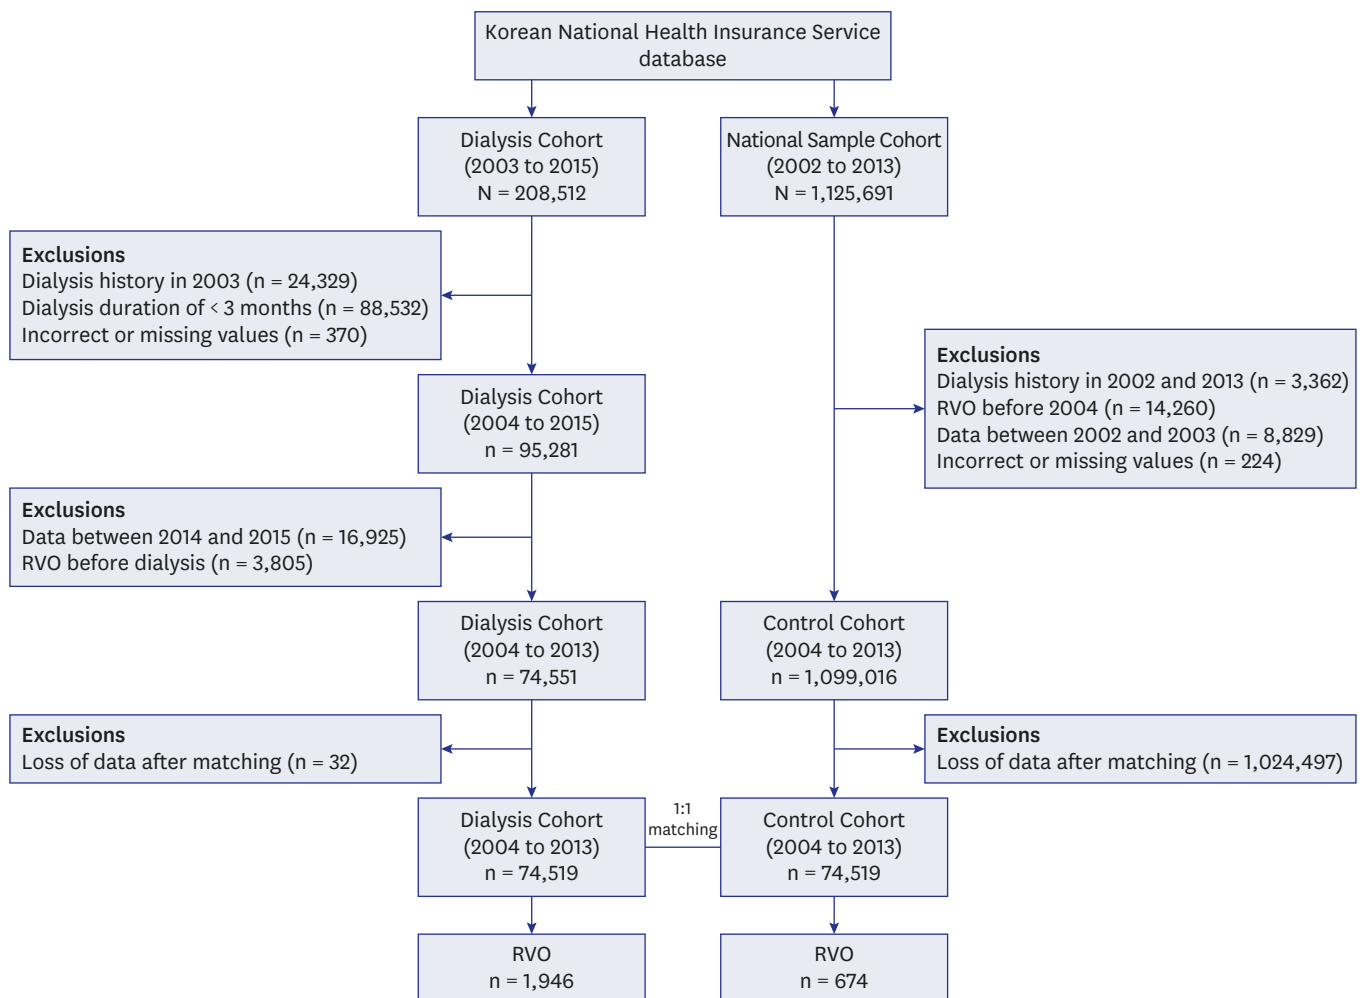 Korean National Health Insurance Service
database
Dialysis Cohort
(2003 to 2015)
N = 208,512
National Sample Cohort
(2002 to 2013)
N = 1,125,691
Exclusions
Dialysis history in 2003 (n = 24,329)
Dialysis duration of < 3 months (n = 88,532)
Incorrect or missing values (n = 370)
Exclusions
Dialysis history in 2002 and 2013 (n = 3,362)
RVO before 2004 (n = 14,260)
Data between 2002 and 2003 (n = 8,829)
Incorrect or missing values (n = 224)
Dialysis Cohort
(2004 to 2015)
n = 95,281
Exclusions
Data between 2014 and 2015 (n = 16,925)
RVO before dialysis (n = 3,805)
Dialysis Cohort
(2004 to 2013)
n = 74,551
Control Cohort
(2004 to 2013)
n = 1,099,016
Exclusions
Loss of data after matching (n = 32)
Exclusions
Loss of data after matching (n = 1,024,497)
Dialysis Cohort
(2004 to 2013)
n = 74,519
1:1
matching
Control Cohort
(2004 to 2013)
n = 74,519
RVO
n = 1,946
RVO
n = 674